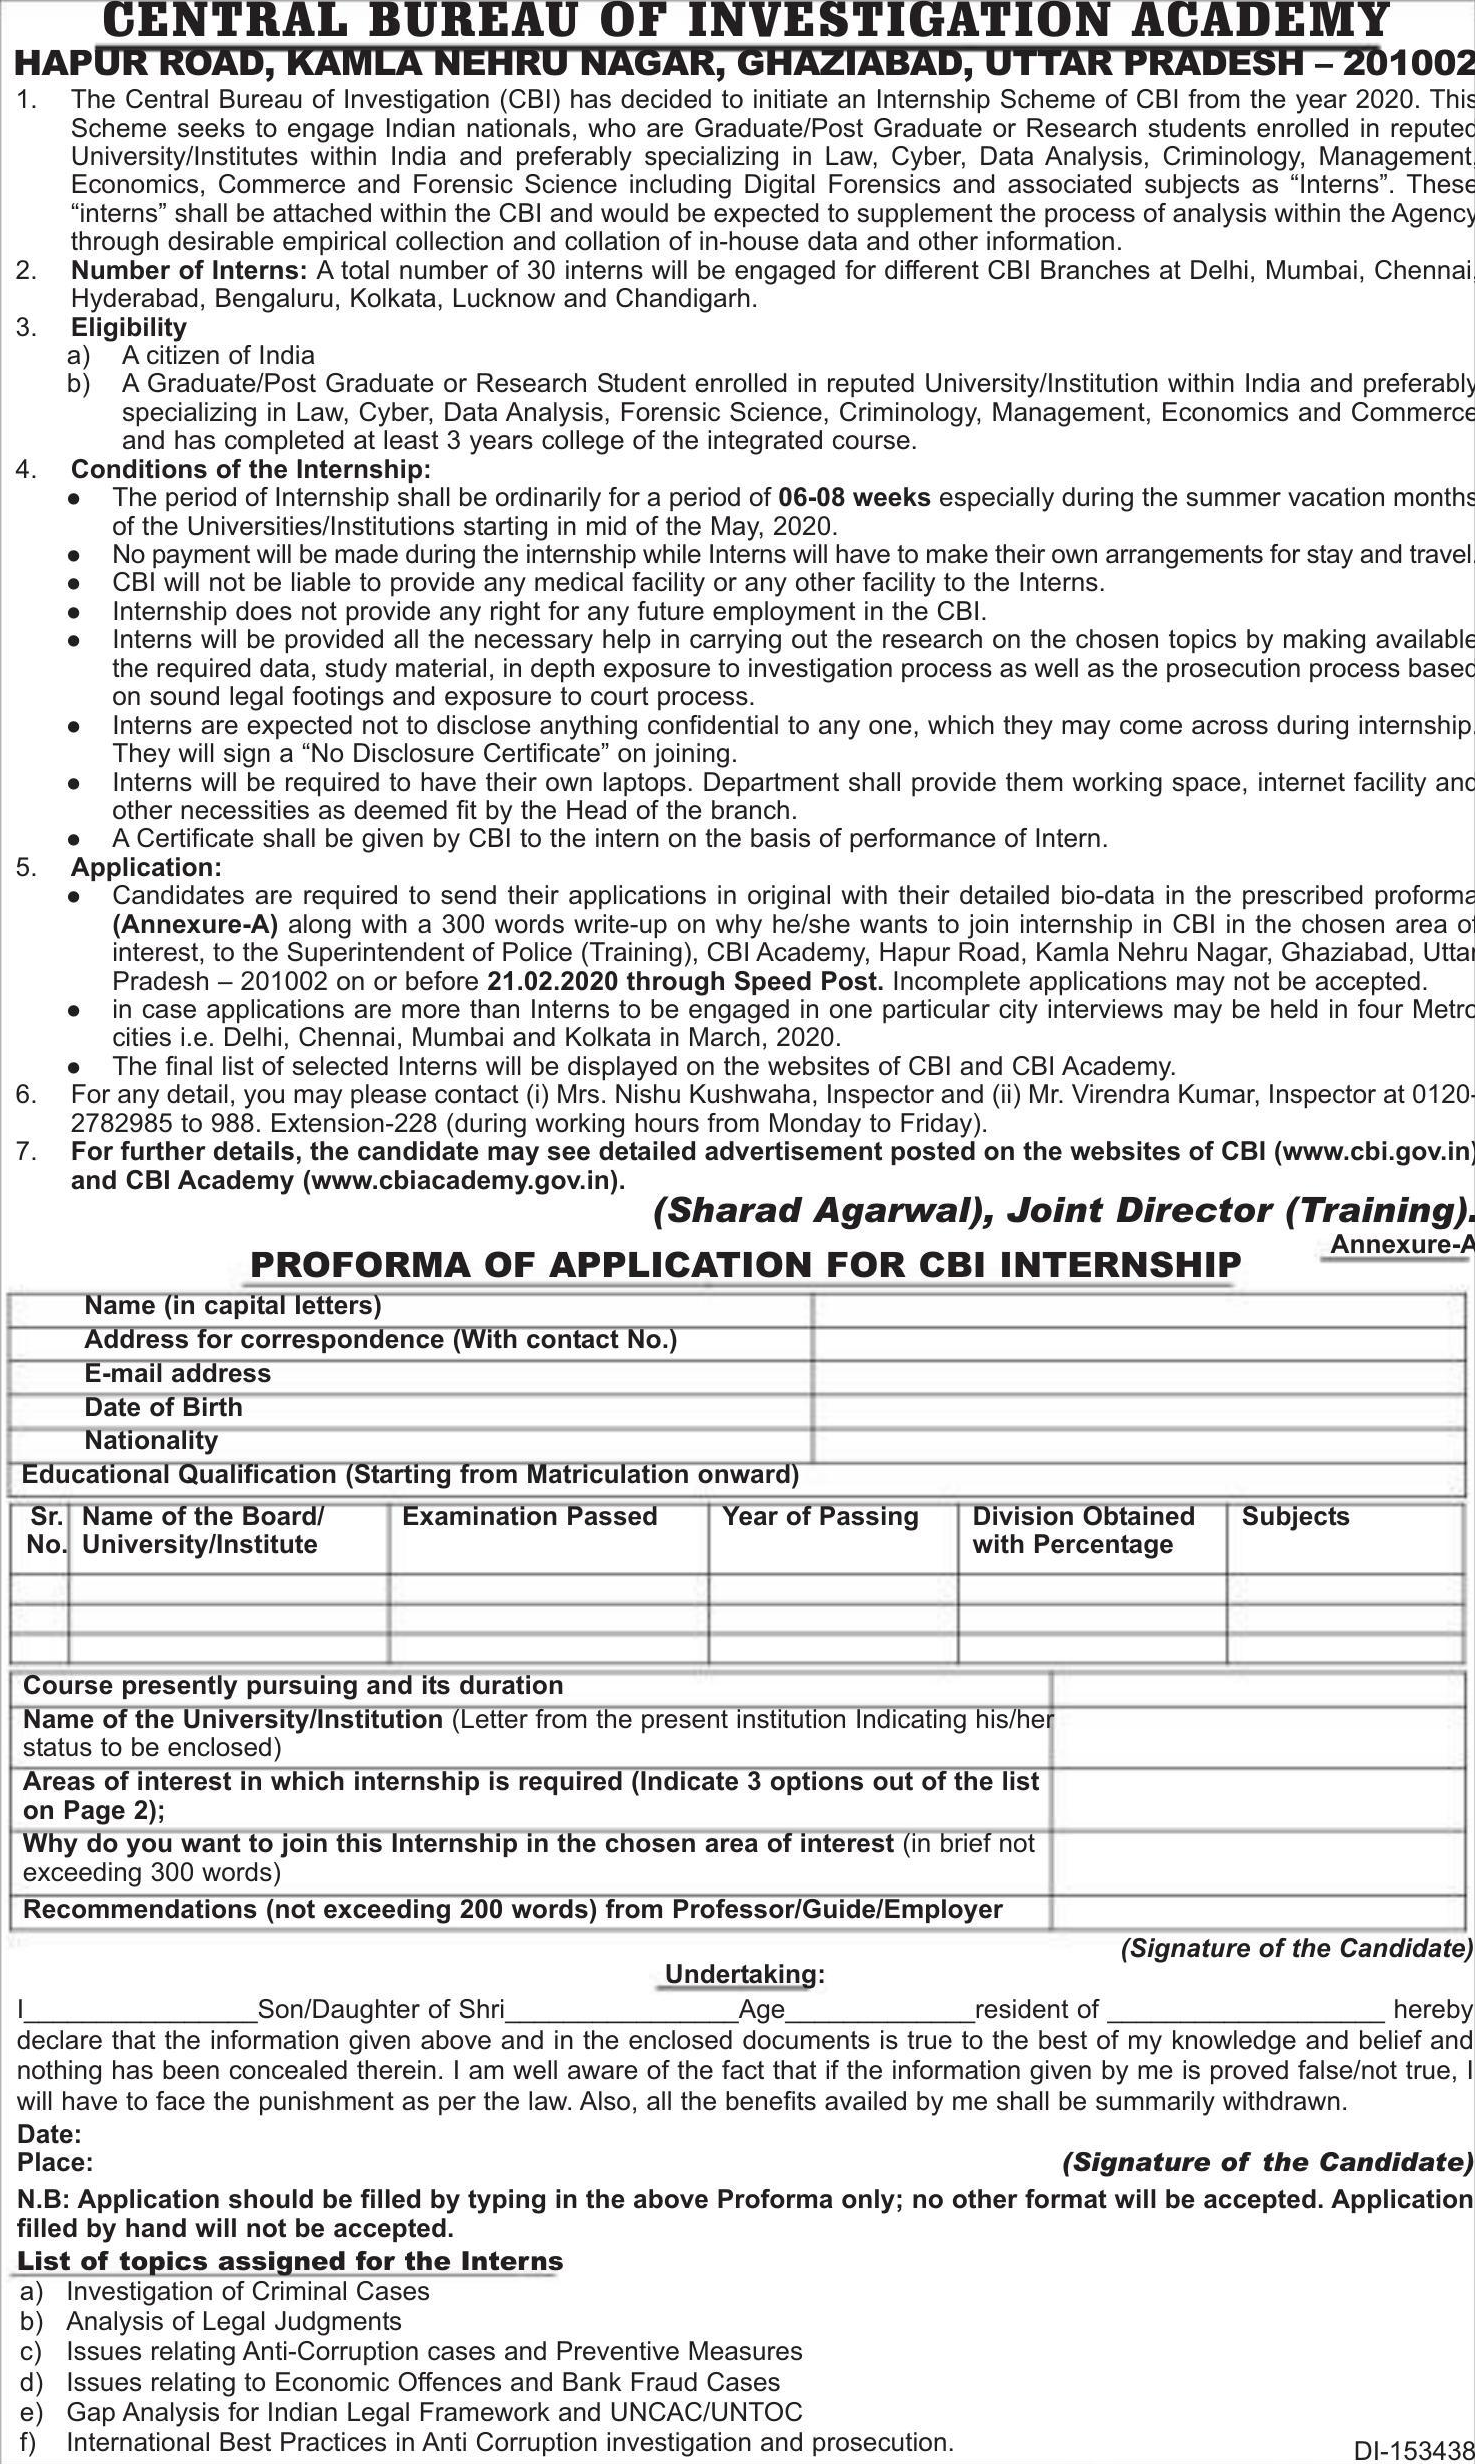 CENTRAL BUREAU OF INVESTIGATION ACADEMY
HAPUR ROAD, KAMLA NEHRU NAGAR, GHAZIABAD, UTTAR PRADESH – 201002
1. The Central Bureau of Investigation (CBI) has decided to initiate an Internship Scheme of CBI from the year 2020. This
Scheme seeks to engage Indian nationals, who are Graduate/Post Graduate or Research students enrolled in reputed
University/Institutes within India and preferably specializing in Law, Cyber, Data Analysis, Criminology, Management,
Economics, Commerce and Forensic Science including Digital Forensics and associated subjects as “Interns”. These
“interns” shall be attached within the CBI and would be expected to supplement the process of analysis within the Agency
through desirable empirical collection and collation of in-house data and other information.
2. Number of Interns: A total number of 30 interns will be engaged for different CBI Branches at Delhi, Mumbai, Chennai,
Hyderabad, Bengaluru, Kolkata, Lucknow and Chandigarh.
3. Eligibility
a) A citizen of India
b) A Graduate/Post Graduate or Research Student enrolled in reputed University/Institution within India and preferably
specializing in Law, Cyber, Data Analysis, Forensic Science, Criminology, Management, Economics and Commerce
and has completed at least 3 years college of the integrated course.
4. Conditions of the Internship:
● The period of Internship shall be ordinarily for a period of 06-08 weeks especially during the summer vacation months
of the Universities/Institutions starting in mid of the May, 2020.
● No payment will be made during the internship while Interns will have to make their own arrangements for stay and travel.
● CBI will not be liable to provide any medical facility or any other facility to the Interns.
● Internship does not provide any right for any future employment in the CBI.
● Interns will be provided all the necessary help in carrying out the research on the chosen topics by making available
the required data, study material, in depth exposure to investigation process as well as the prosecution process based
on sound legal footings and exposure to court process.
● Interns are expected not to disclose anything confidential to any one, which they may come across during internship.
They will sign a “No Disclosure Certificate” on joining.
● Interns will be required to have their own laptops. Department shall provide them working space, internet facility and
other necessities as deemed fit by the Head of the branch.
● A Certificate shall be given by CBI to the intern on the basis of performance of Intern.
5. Application:
● Candidates are required to send their applications in original with their detailed bio-data in the prescribed proforma
(Annexure-A) along with a 300 words write-up on why he/she wants to join internship in CBI in the chosen area of
interest, to the Superintendent of Police (Training), CBI Academy, Hapur Road, Kamla Nehru Nagar, Ghaziabad, Uttar
Pradesh – 201002 on or before 21.02.2020 through Speed Post. Incomplete applications may not be accepted.
● in case applications are more than Interns to be engaged in one particular city interviews may be held in four Metro
cities i.e. Delhi, Chennai, Mumbai and Kolkata in March, 2020.
● The final list of selected Interns will be displayed on the websites of CBI and CBI Academy.
6. For any detail, you may please contact (i) Mrs. Nishu Kushwaha, Inspector and (ii) Mr. Virendra Kumar, Inspector at 0120-
2782985 to 988. Extension-228 (during working hours from Monday to Friday).
7. For further details, the candidate may see detailed advertisement posted on the websites of CBI (www.cbi.gov.in)
and CBI Academy (www.cbiacademy.gov.in).
(Sharad Agarwal), Joint Director (Training).
Annexure-A
PROFORMA OF APPLICATION FOR CBI INTERNSHIP
Name (in capital letters)
Address for correspondence (With contact No.)
E-mail address
Date of Birth
Nationality
Educational Qualification (Starting from Matriculation onward)
Sr. No. Name of the Board/ University/Institute Examination Passed Year of Passing Division Obtained with Percentage Subjects
Course presently pursuing and its duration
Name of the University/Institution (Letter from the present institution Indicating his/her
status to be enclosed)
Areas of interest in which internship is required (Indicate 3 options out of the list
on Page 2);
Why do you want to join this Internship in the chosen area of interest (in brief not
exceeding 300 words)
Recommendations (not exceeding 200 words) from Professor/Guide/Employer
(Signature of the Candidate)
Undertaking:
I________________Son/Daughter of Shri________________Age_____________resident of ___________________ hereby
declare that the information given above and in the enclosed documents is true to the best of my knowledge and belief and
nothing has been concealed therein. I am well aware of the fact that if the information given by me is proved false/not true, I
will have to face the punishment as per the law. Also, all the benefits availed by me shall be summarily withdrawn.
Date:
Place: (Signature of the Candidate)
N.B: Application should be filled by typing in the above Proforma only; no other format will be accepted. Application
filled by hand will not be accepted.
List of topics assigned for the Interns
a) Investigation of Criminal Cases
b) Analysis of Legal Judgments
c) Issues relating Anti-Corruption cases and Preventive Measures
d) Issues relating to Economic Offences and Bank Fraud Cases
e) Gap Analysis for Indian Legal Framework and UNCAC/UNTOC
f) International Best Practices in Anti Corruption investigation and prosecution.
DI-153438